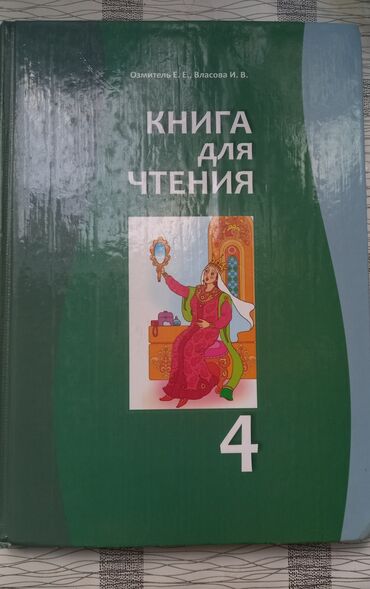 Озмитель Е. Е., Власова И. В.
КНИГА
для
ЧТЕНИЯ
4